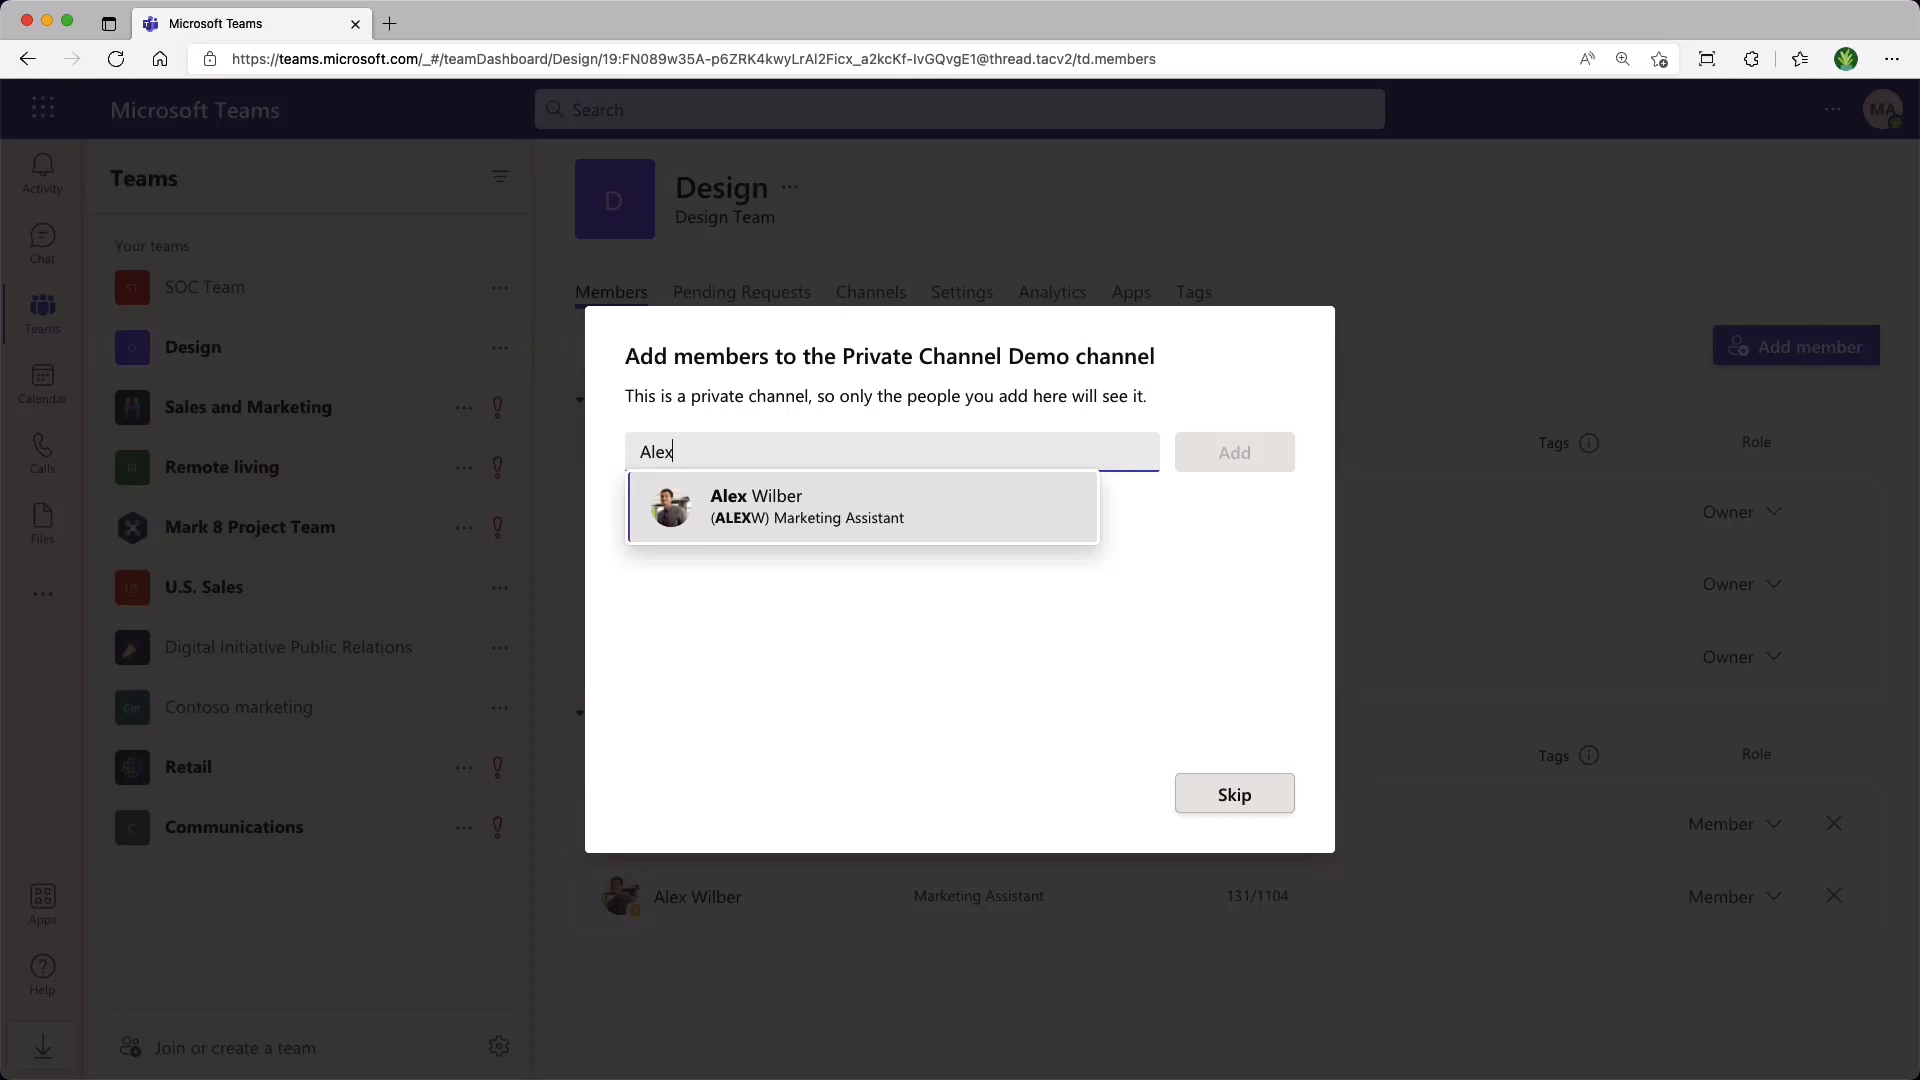 Microsoft Teams
https://teams.microsoft.com/_#/teamDashboard/Design/19:FN089w35A-p6ZRK4kwyLrAl2Ficx_a2kcKf-IvGQvgE1@thread.tacv2/td.members
Microsoft Teams
Search
MA
Activity
Chat
Teams
Calendar
Calls
Files
Apps
Help
Teams
Your teams
ST SOC Team
D Design
Sales and Marketing
Rl Remote living
Mark 8 Project Team
US U.S. Sales
Digital Initiative Public Relations
Cm Contoso marketing
Retail
C Communications
Join or create a team
D
Design
Design Team
Members Pending Requests Channels Settings Analytics Apps Tags
Add member
Add members to the Private Channel Demo channel
This is a private channel, so only the people you add here will see it.
Alex
Add
Alex Wilber
(ALEXW) Marketing Assistant
Skip
Tags Role
Owner
Owner
Owner
Tags Role
Member
Alex Wilber Marketing Assistant 131/1104 Member